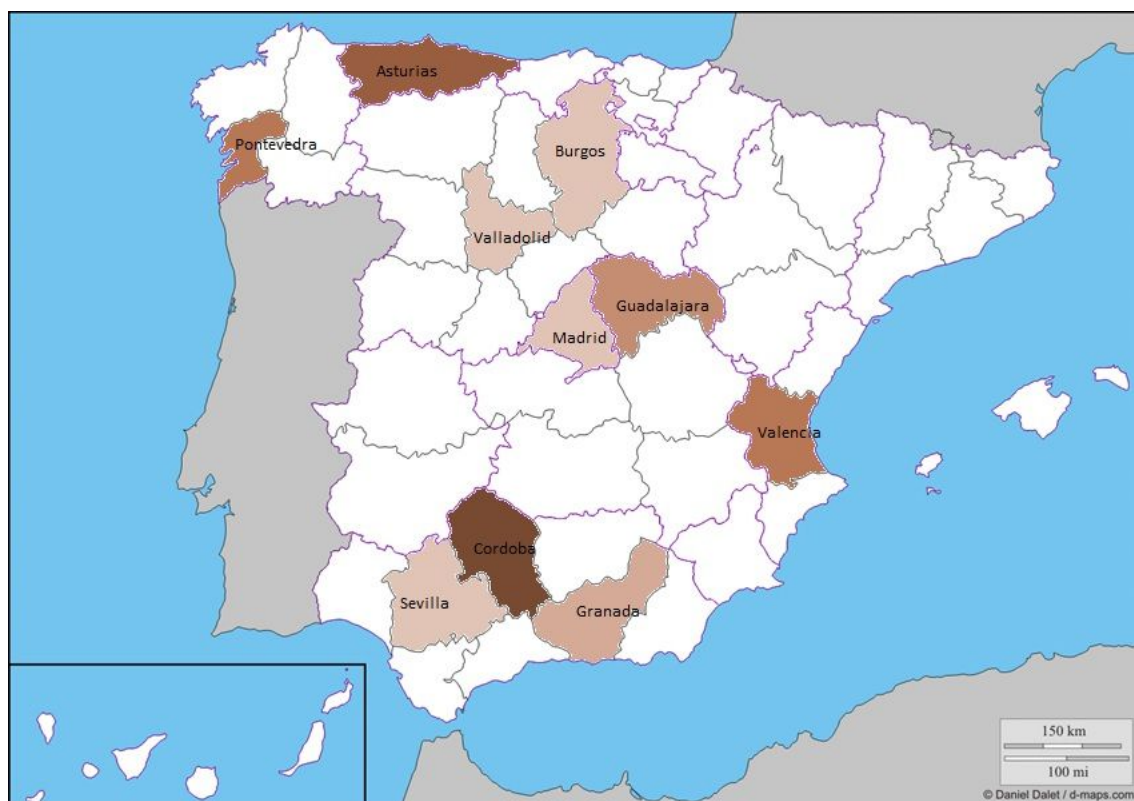 Asturias
Pontevedra
Burgos
Valladolid
Guadalajara
Madrid
Valencia
Cordoba
Sevilla
Granada
150 km
100 mi
© Daniel Dalet / d-maps.com